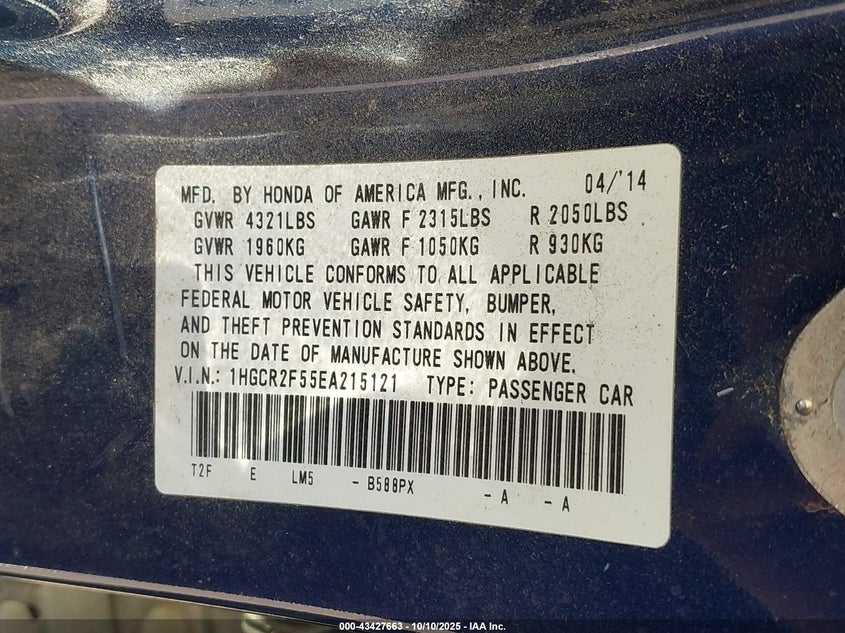 MFD. BY HONDA OF AMERICA MFG., INC. 04/'14
GVWR 4321LBS GAWR F 2315LBS R 2050LBS
GVWR 1960KG GAWR F 1050KG R 930KG
THIS VEHICLE CONFORMS TO ALL APPLICABLE
FEDERAL MOTOR VEHICLE SAFETY, BUMPER,
AND THEFT PREVENTION STANDARDS IN EFFECT
ON THE DATE OF MANUFACTURE SHOWN ABOVE.
V.I.N.: 1HGCR2F55EA215121 TYPE: PASSENGER CAR
T2F E LM5 - B588PX - A - A
000-43427663 - 10/10/2025 - IAA Inc.